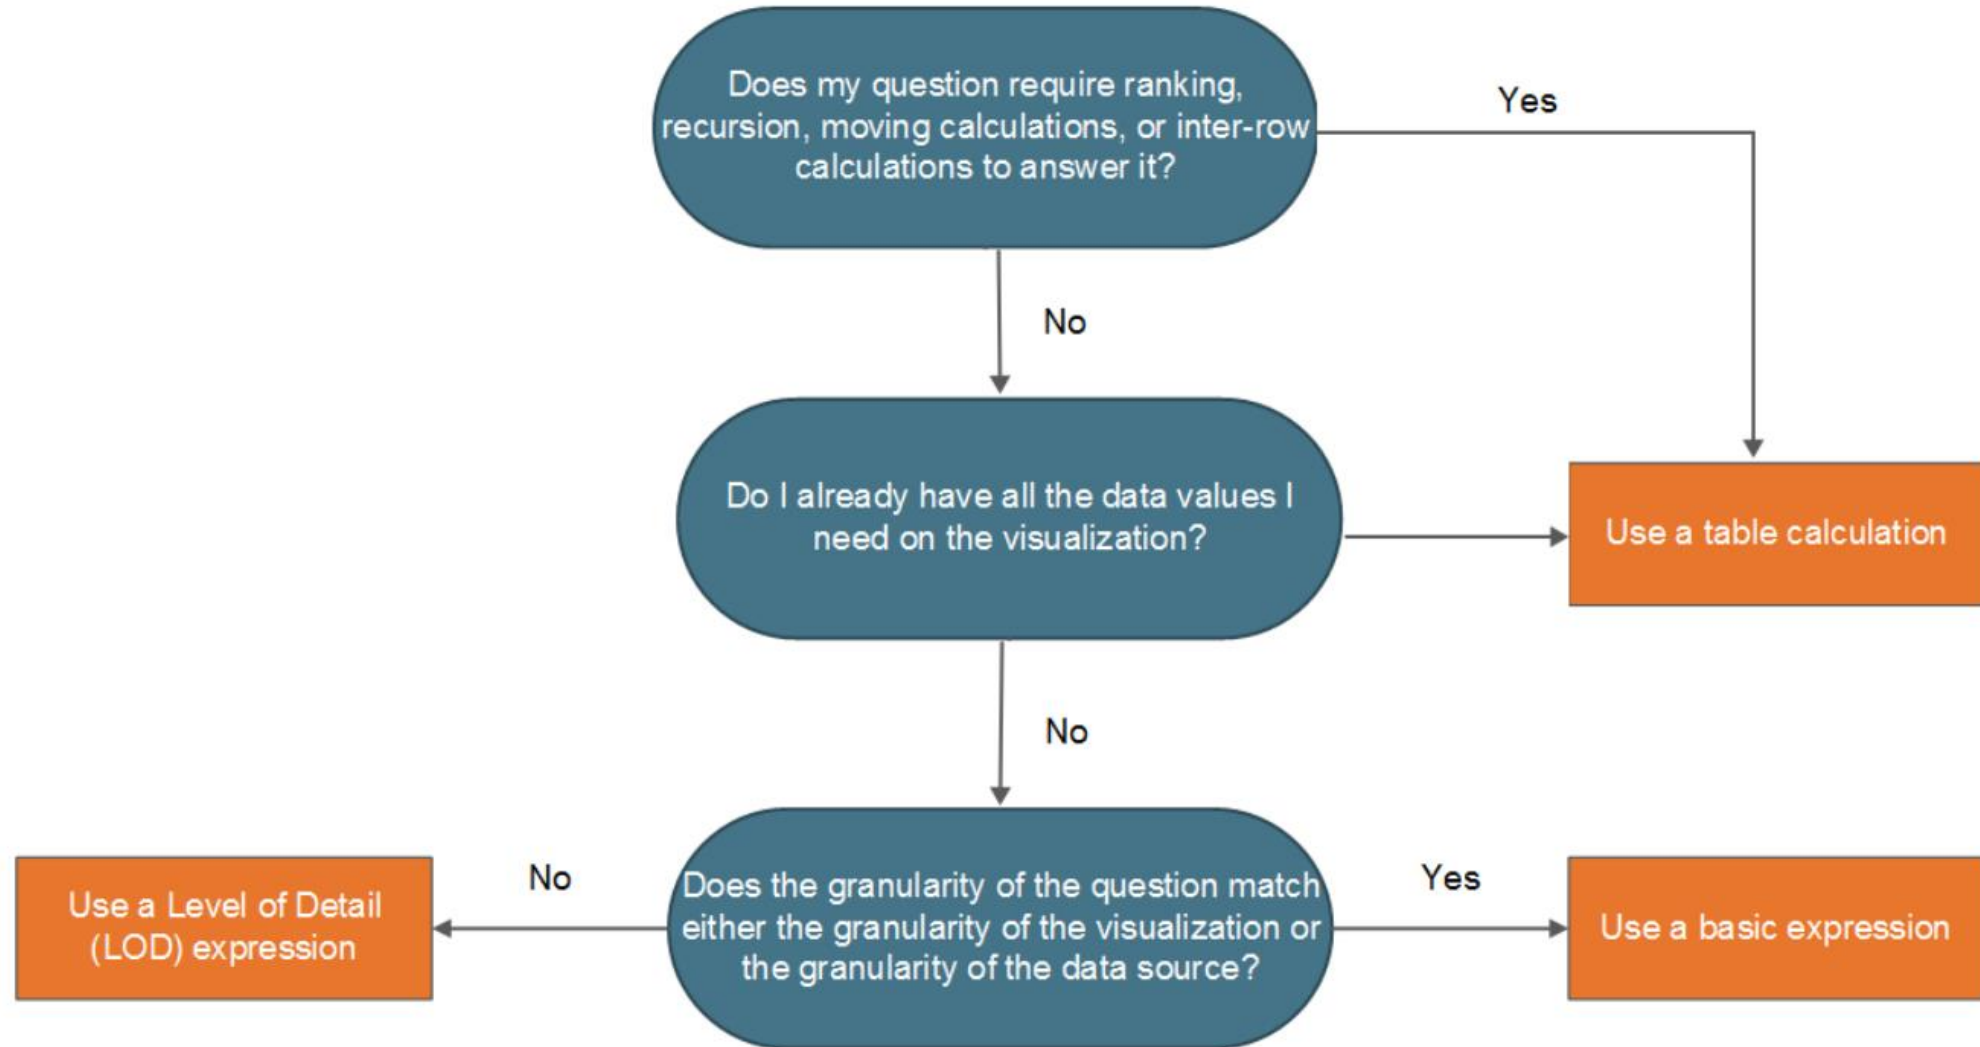 Does my question require ranking,
recursion, moving calculations, or inter-row
calculations to answer it?
Yes
No
Do I already have all the data values I
need on the visualization?
Use a table calculation
No
Does the granularity of the question match
either the granularity of the visualization or
the granularity of the data source?
No
Yes
Use a Level of Detail
(LOD) expression
Use a basic expression